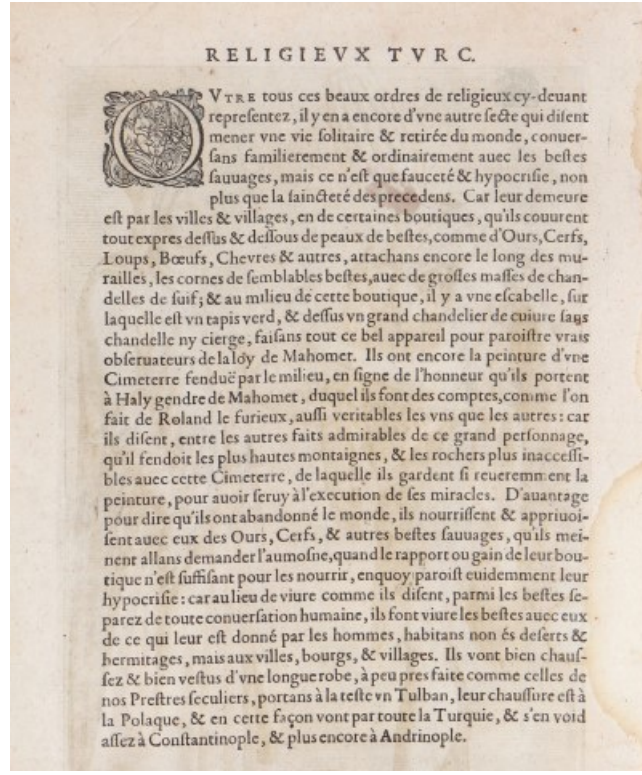 RELIGIEVX TVRC.
OVTRE tous ces beaux ordres de religieux cy-deuant
representez, il y en a encore d'vne autre secte qui disent
mener vne vie solitaire & retirée du monde, conuer-
sans familierement & ordinairement auec les bestes
sauuages, mais ce n'est que fauceté & hypocrisie, non
plus que la saincteté des precedens. Car leur demeure
est par les villes & villages, en de certaines boutiques, qu'ils couurent
tout expres dessus & dessous de peaux de bestes, comme d'Ours, Cerfs,
Loups, Bœufs, Chevres & autres, attachans encore le long des mu-
railles, les cornes de semblables bestes, auec de grosses masses de chan-
delles de suif; & au milieu de cette boutique, il y a vne escabelle, sur
laquelle est vn tapis verd, & dessus vn grand chandelier de cuiure sans
chandelle ny cierge, faisans tout ce bel appareil pour paroistre vrais
obseruateurs de la loy de Mahomet. Ils ont encore la peinture d'vne
Cimeterre fenduë par le milieu, en signe de l'honneur qu'ils portent
à Haly gendre de Mahomet, duquel ils font des comptes, comme l'on
fait de Roland le furieux, aussi veritables les vns que les autres: car
ils disent, entre les autres faits admirables de ce grand personnage,
qu'il fendoit les plus hautes montaignes, & les rochers plus inaccessi-
bles auec cette Cimeterre, de laquelle ils gardent si reueremment la
peinture, pour auoir seruy à l'execution de ses miracles. D'auantage
pour dire qu'ils ont abandonné le monde, ils nourrissent & appriuoi-
sent auec eux des Ours, Cerfs, & autres bestes sauuages, qu'ils mei-
nent allans demander l'aumosne, quand le rapport ou gain de leur bou-
tique n'est suffisant pour les nourrir, enquoy paroist euidemment leur
hypocrisie: car au lieu de viure comme ils disent, parmi les bestes se-
parez de toute conuersation humaine, ils font viure les bestes auec eux
de ce qui leur est donné par les hommes, habitans non és deserts &
hermitages, mais aux villes, bourgs, & villages. Ils vont bien chauf-
sez & bien vestus d'vne longue robe, à peu pres faite comme celles de
nos Prestres seculiers, portans à la teste vn Tulban, leur chaussure est à
la Polaque, & en cette façon vont par toute la Turquie, & s'en void
assez à Constantinople, & plus encore à Andrinople.